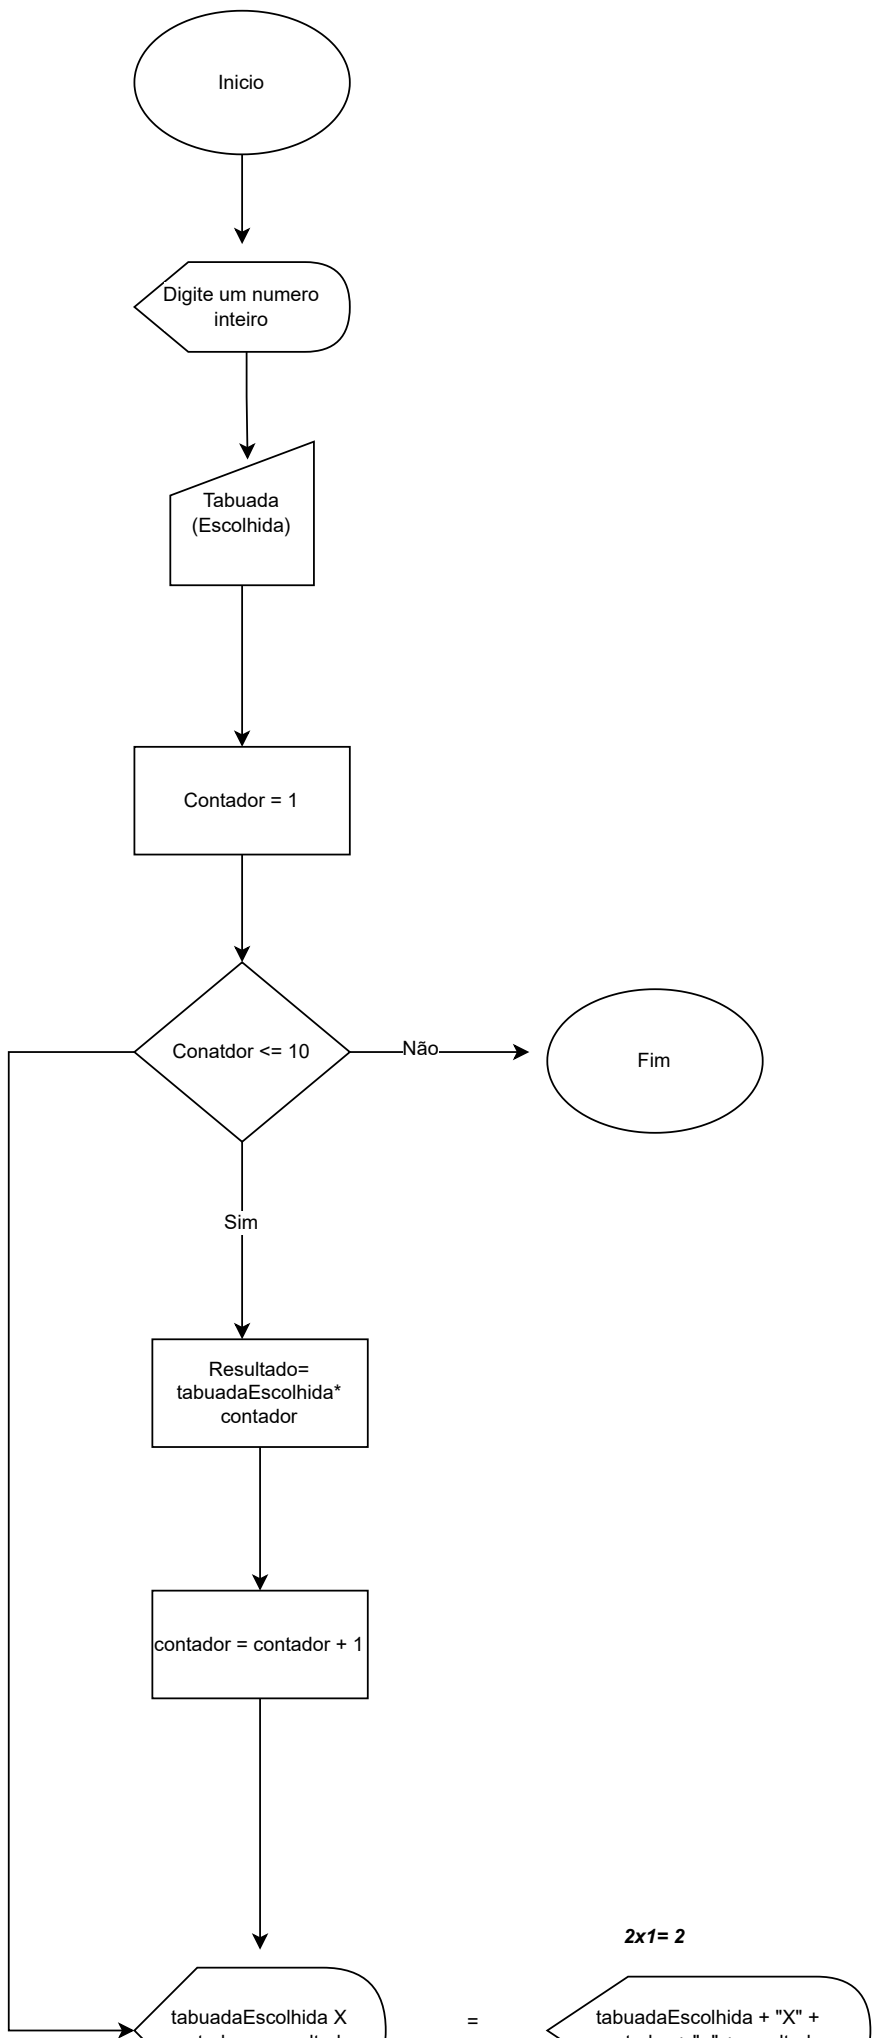 Inicio
Digite um numero
inteiro
Tabuada
(Escolhida)
Contador = 1
Conatdor <= 10
Não
Fim
Sim
Resultado=
tabuadaEscolhida*
contador
contador = contador + 1
2x1= 2
tabuadaEscolhida X
=
tabuadaEscolhida + "X" +